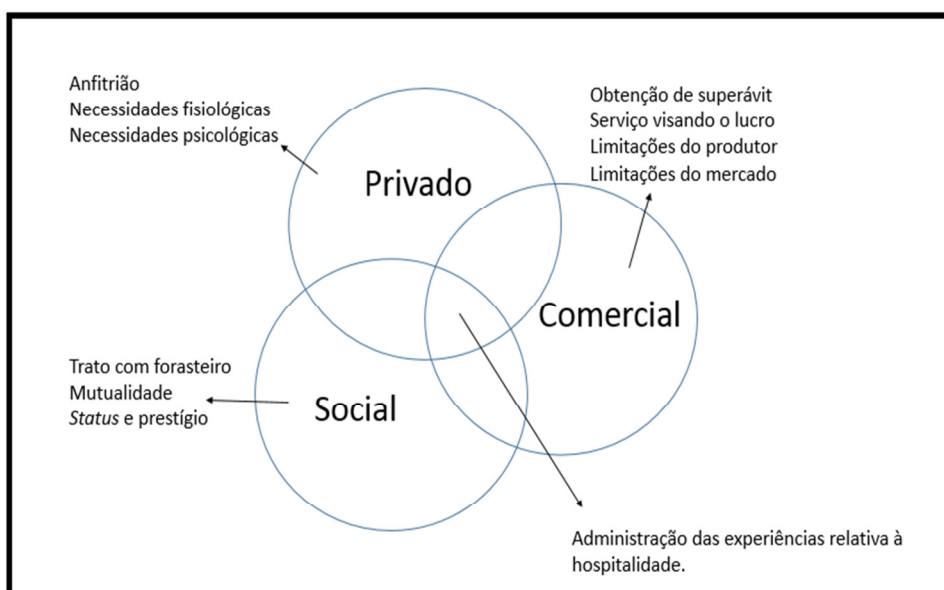 Anfitrião
Necessidades fisiológicas
Necessidades psicológicas
Obtenção de superávit
Serviço visando o lucro
Limitações do produtor
Limitações do mercado
Privado
Comercial
Trato com forasteiro
Mutualidade
Status e prestígio
Social
Administração das experiências relativa à
hospitalidade.